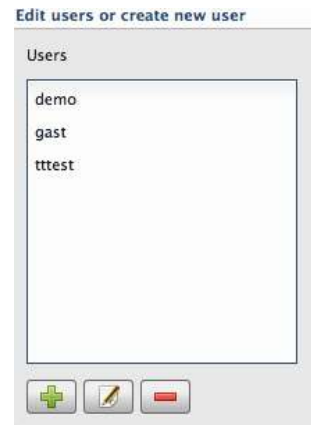 Edit users or create new user
Users
demo
gast
tttest